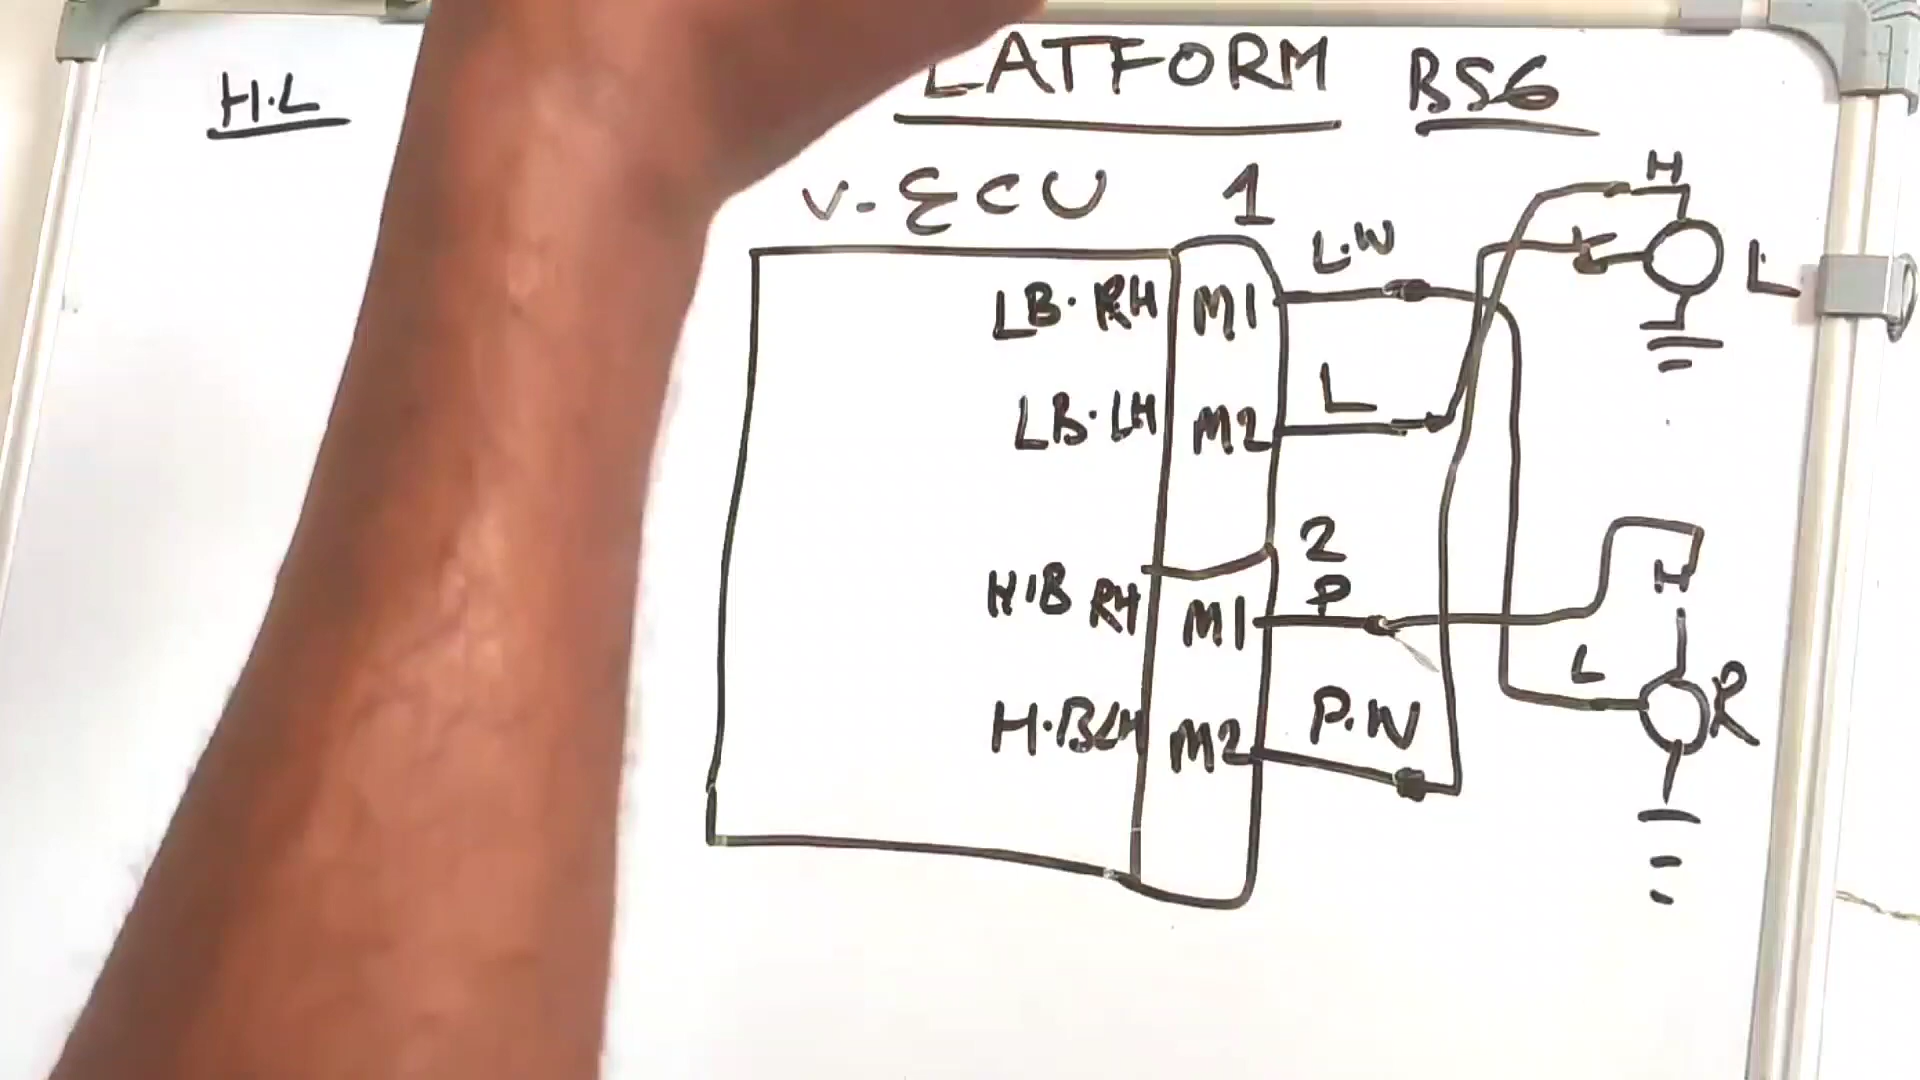 H.L
LATFORM BS6
V-ECU 1
H
L.W
L
LB.RH M1
L
LB.LH M2
2
H.B RH M1
P
H
L
R
H.B LH M2
P.W